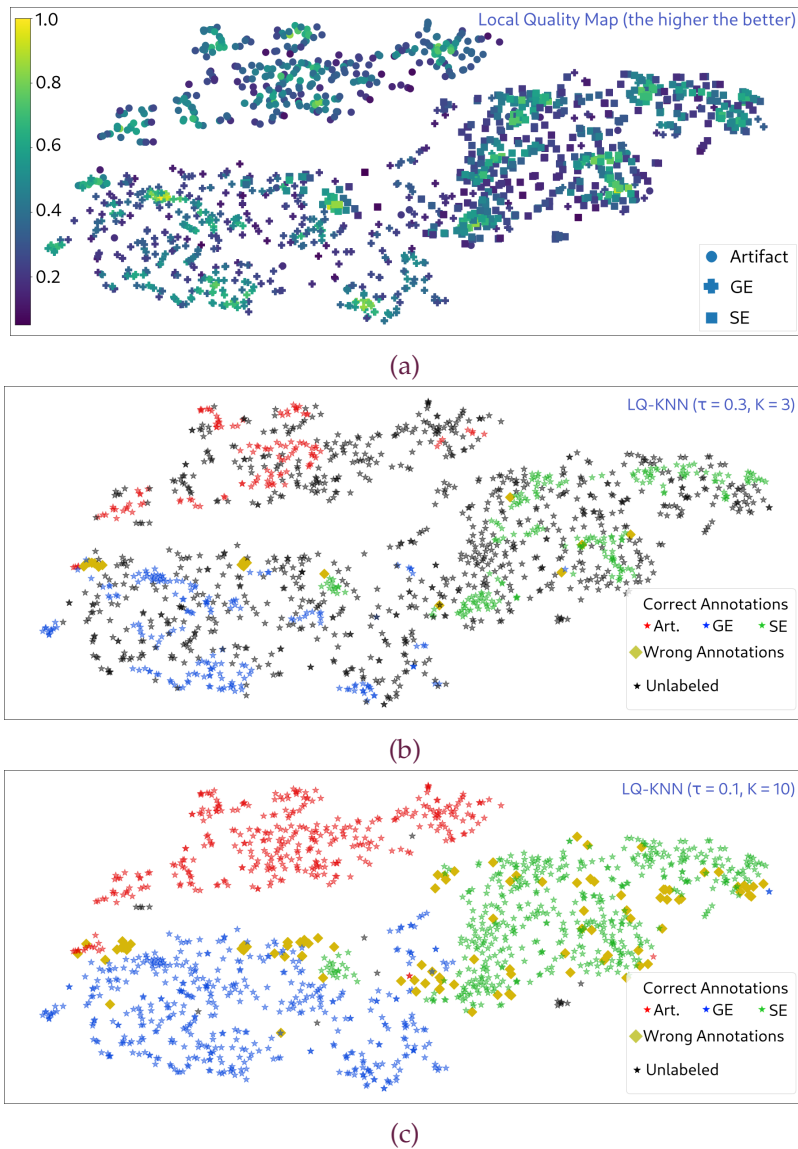 Local Quality Map (the higher the better)
1.0
0.8
0.6
0.4
0.2
Artifact
GE
SE
(a)
LQ-KNN (τ = 0.3, K = 3)
Correct Annotations
Art. GE SE
Wrong Annotations
Unlabeled
(b)
LQ-KNN (τ = 0.1, K = 10)
Correct Annotations
Art. GE SE
Wrong Annotations
Unlabeled
(c)